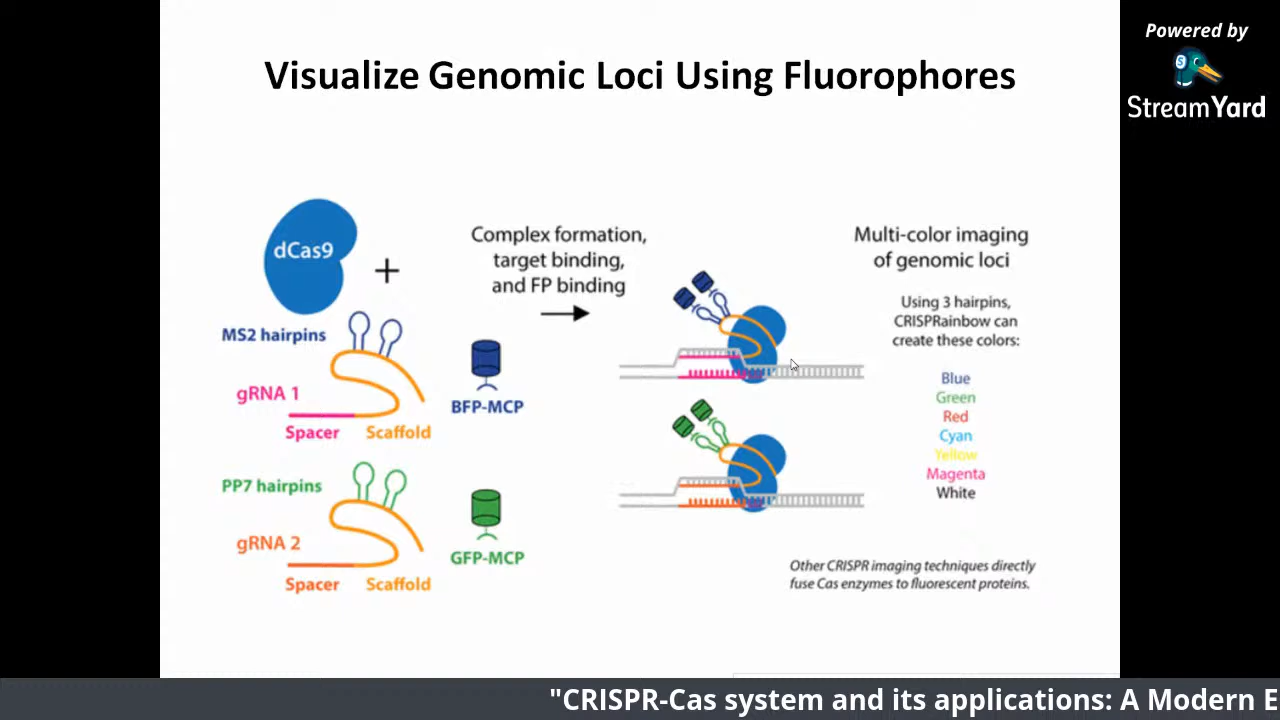 Visualize Genomic Loci Using Fluorophores
Powered by
StreamYard
dCas9
+
MS2 hairpins
gRNA 1
Spacer
Scaffold
BFP-MCP
PP7 hairpins
gRNA 2
Spacer
Scaffold
GFP-MCP
Complex formation,
target binding,
and FP binding
Multi-color imaging
of genomic loci
Using 3 hairpins,
CRISPRainbow can
create these colors:
Blue
Green
Red
Cyan
Yellow
Magenta
White
Other CRISPR imaging techniques directly
fuse Cas enzymes to fluorescent proteins.
"CRISPR-Cas system and its applications: A Modern E